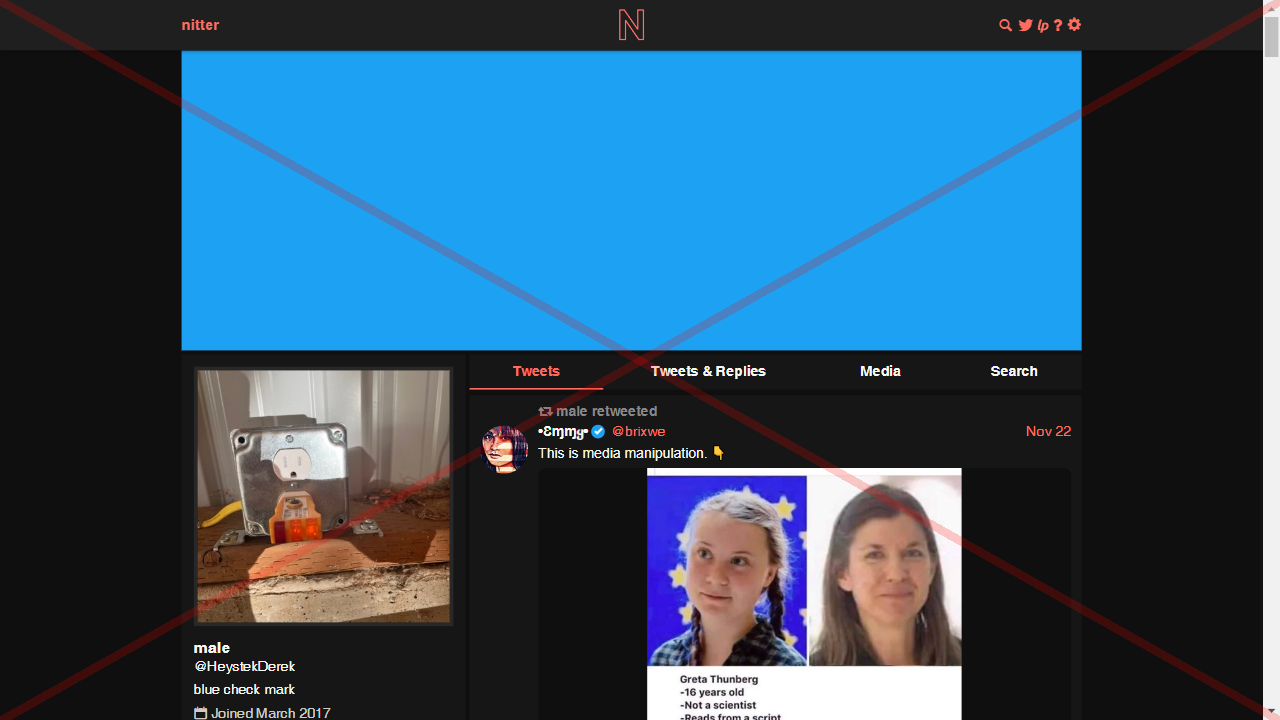 nitter
Tweets
Tweets & Replies
Media
Search
male retweeted
@brixwe
Nov 22
This is media manipulation. 👇
Greta Thunberg
-16 years old
-Not a scientist
-Reads from a script
male
@HeystekDerek
blue check mark
Joined March 2017